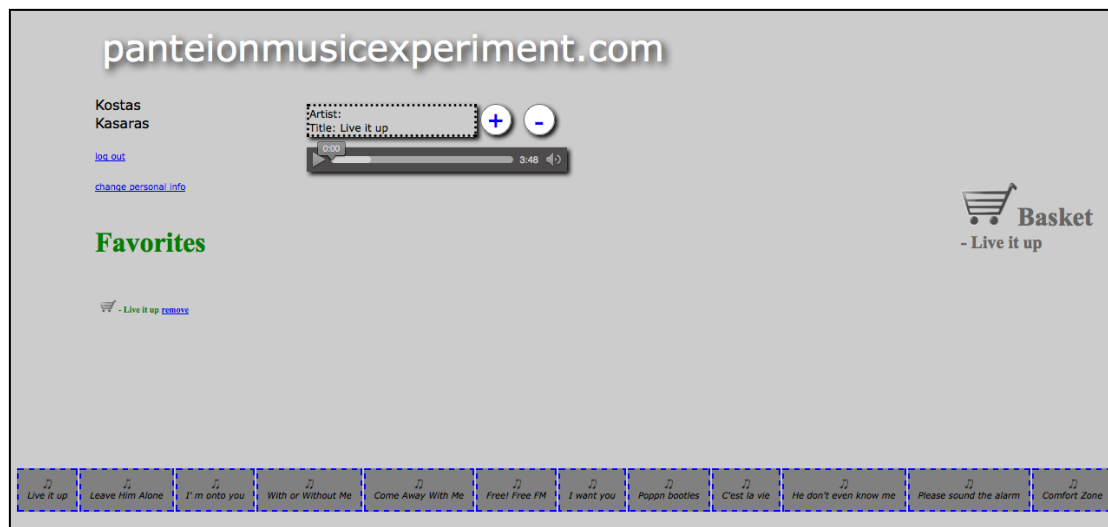 panteionmusicexperiment.com
Kostas
Kasaras
log out
change personal info
Artist:
Title: Live it up
+
-
0:00
3:48
Basket
- Live it up
Favorites
- Live it up remove
Live it up
Leave Him Alone
I' m onto you
With or Without Me
Come Away With Me
Free! Free FM
I want you
Poppn bootles
C'est la vie
He don't even know me
Please sound the alarm
Comfort Zone